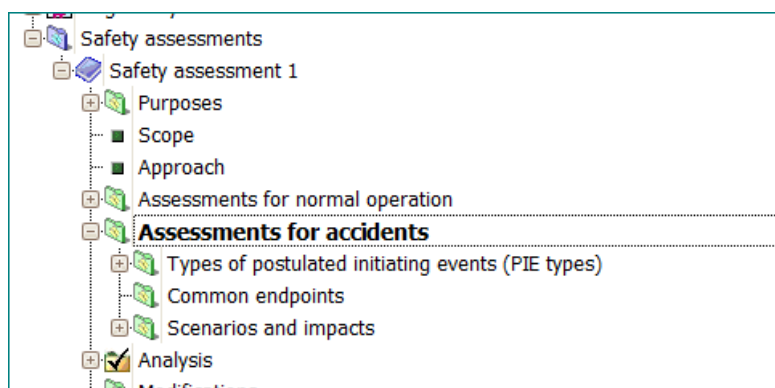 Safety assessments
Safety assessment 1
Purposes
Scope
Approach
Assessments for normal operation
Assessments for accidents
Types of postulated initiating events (PIE types)
Common endpoints
Scenarios and impacts
Analysis